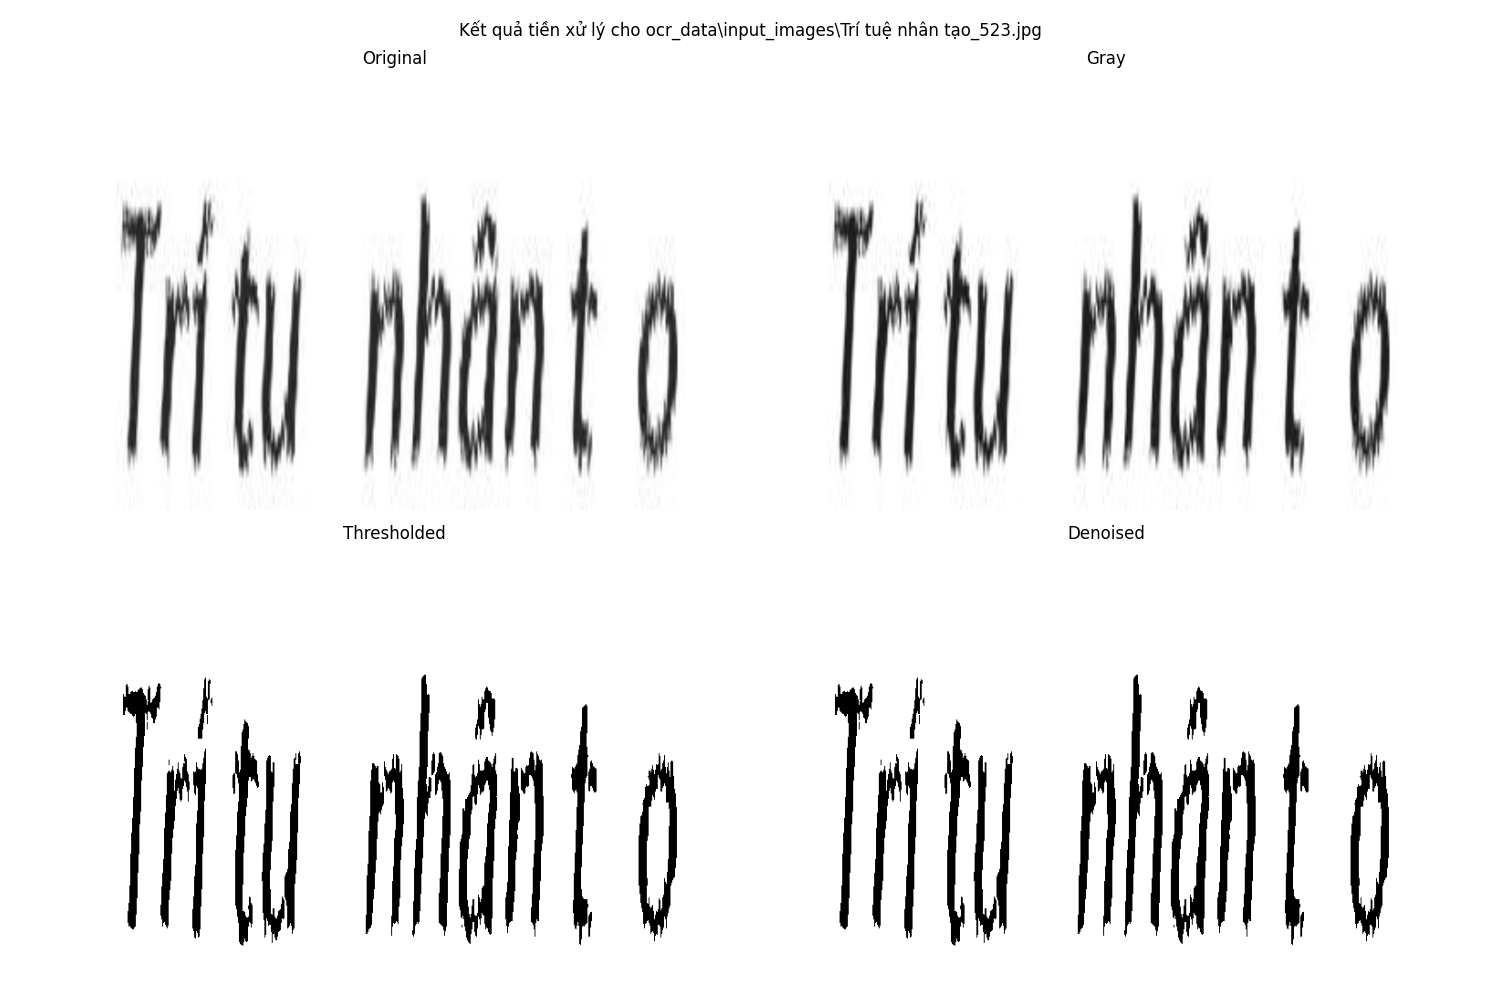 Kết quả tiền xử lý cho ocr_data\input_images\Trí tuệ nhân tạo_523.jpg
Original
Gray
Trí tu nhân t o
Trí tu nhân t o
Thresholded
Denoised
Trí tu nhân t o
Trí tu nhân t o